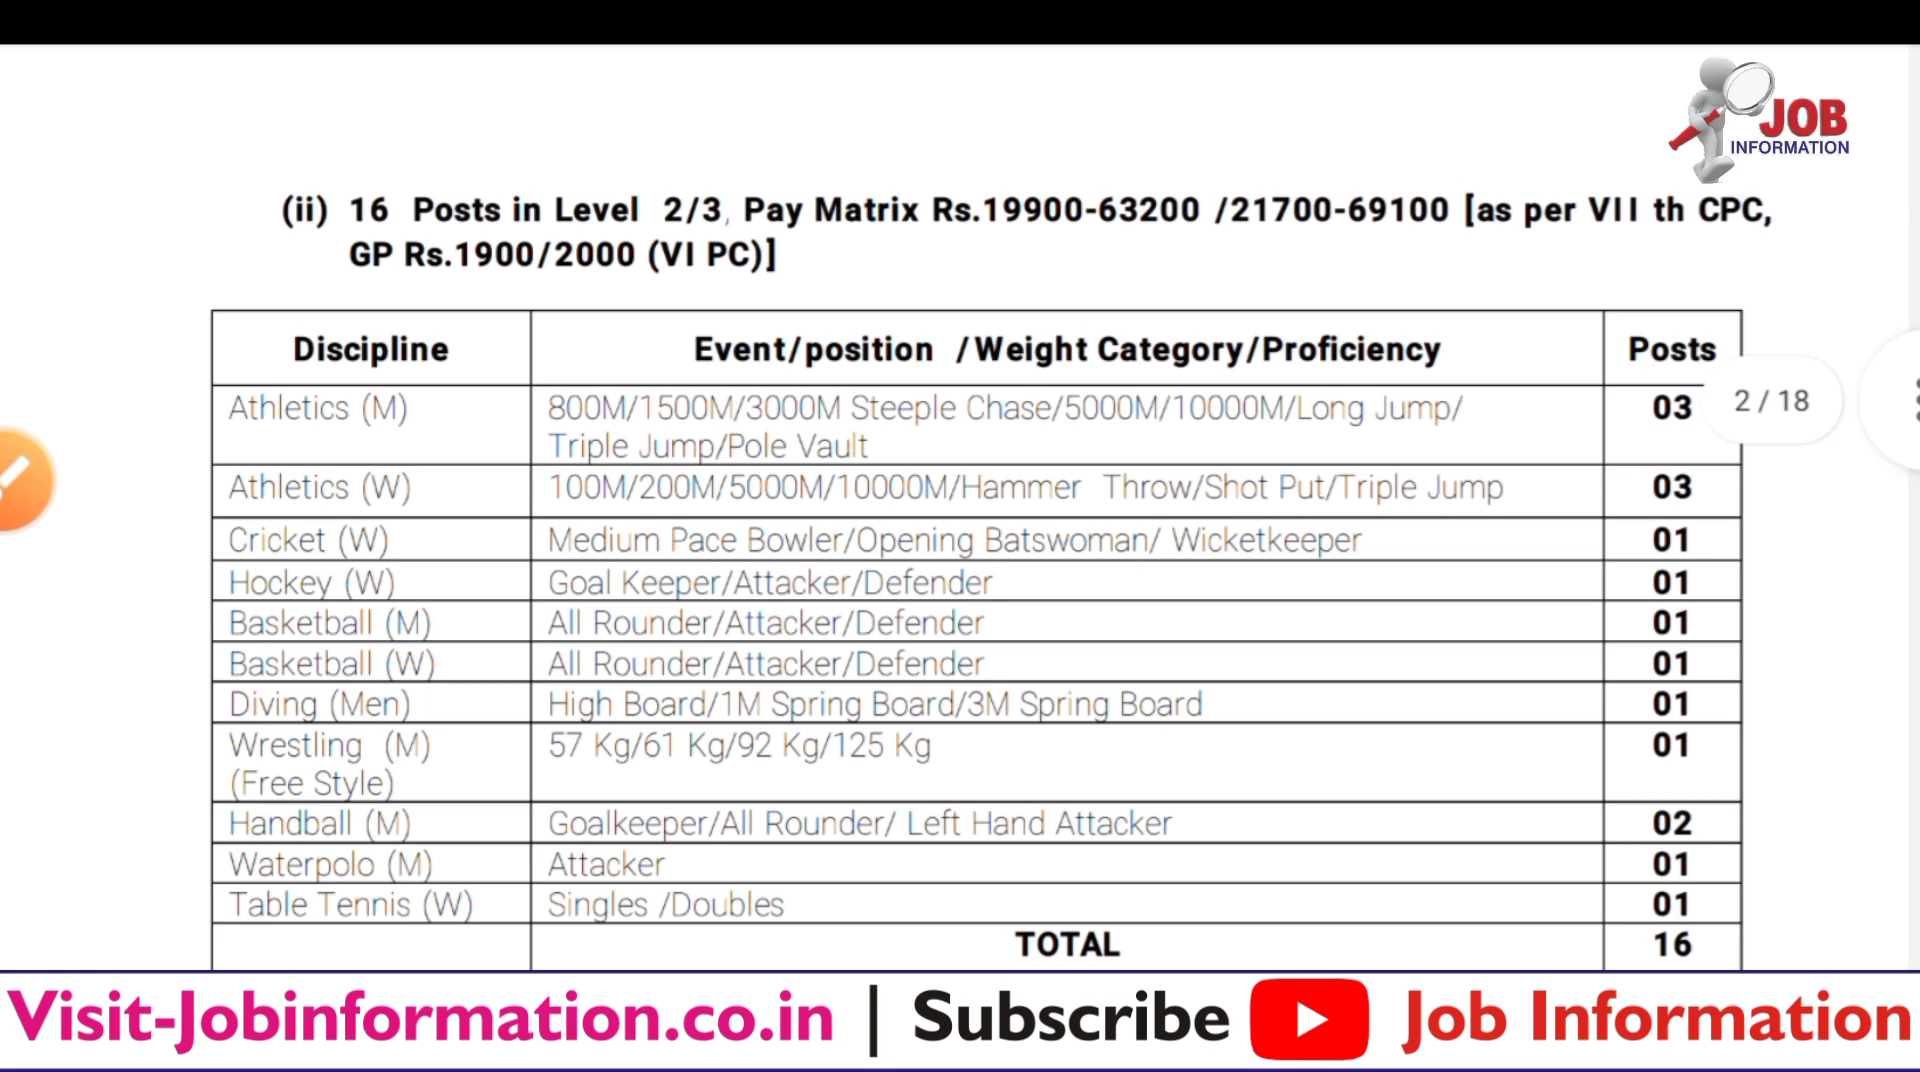 JOB
INFORMATION
(ii) 16 Posts in Level 2/3, Pay Matrix Rs.19900-63200 /21700-69100 [as per VII th CPC,
GP Rs.1900/2000 (VI PC)]
Discipline Event/position /Weight Category/Proficiency Posts
2 / 18
Athletics (M) 800M/1500M/3000M Steeple Chase/5000M/10000M/Long Jump/ 03
Triple Jump/Pole Vault
Athletics (W) 100M/200M/5000M/10000M/Hammer Throw/Shot Put/Triple Jump 03
Cricket (W) Medium Pace Bowler/Opening Batswoman/ Wicketkeeper 01
Hockey (W) Goal Keeper/Attacker/Defender 01
Basketball (M) All Rounder/Attacker/Defender 01
Basketball (W) All Rounder/Attacker/Defender 01
Diving (Men) High Board/1M Spring Board/3M Spring Board 01
Wrestling (M) 57 Kg/61 Kg/92 Kg/125 Kg 01
(Free Style)
Handball (M) Goalkeeper/All Rounder/ Left Hand Attacker 02
Waterpolo (M) Attacker 01
Table Tennis (W) Singles /Doubles 01
TOTAL 16
Visit-Jobinformation.co.in | Subscribe Job Information